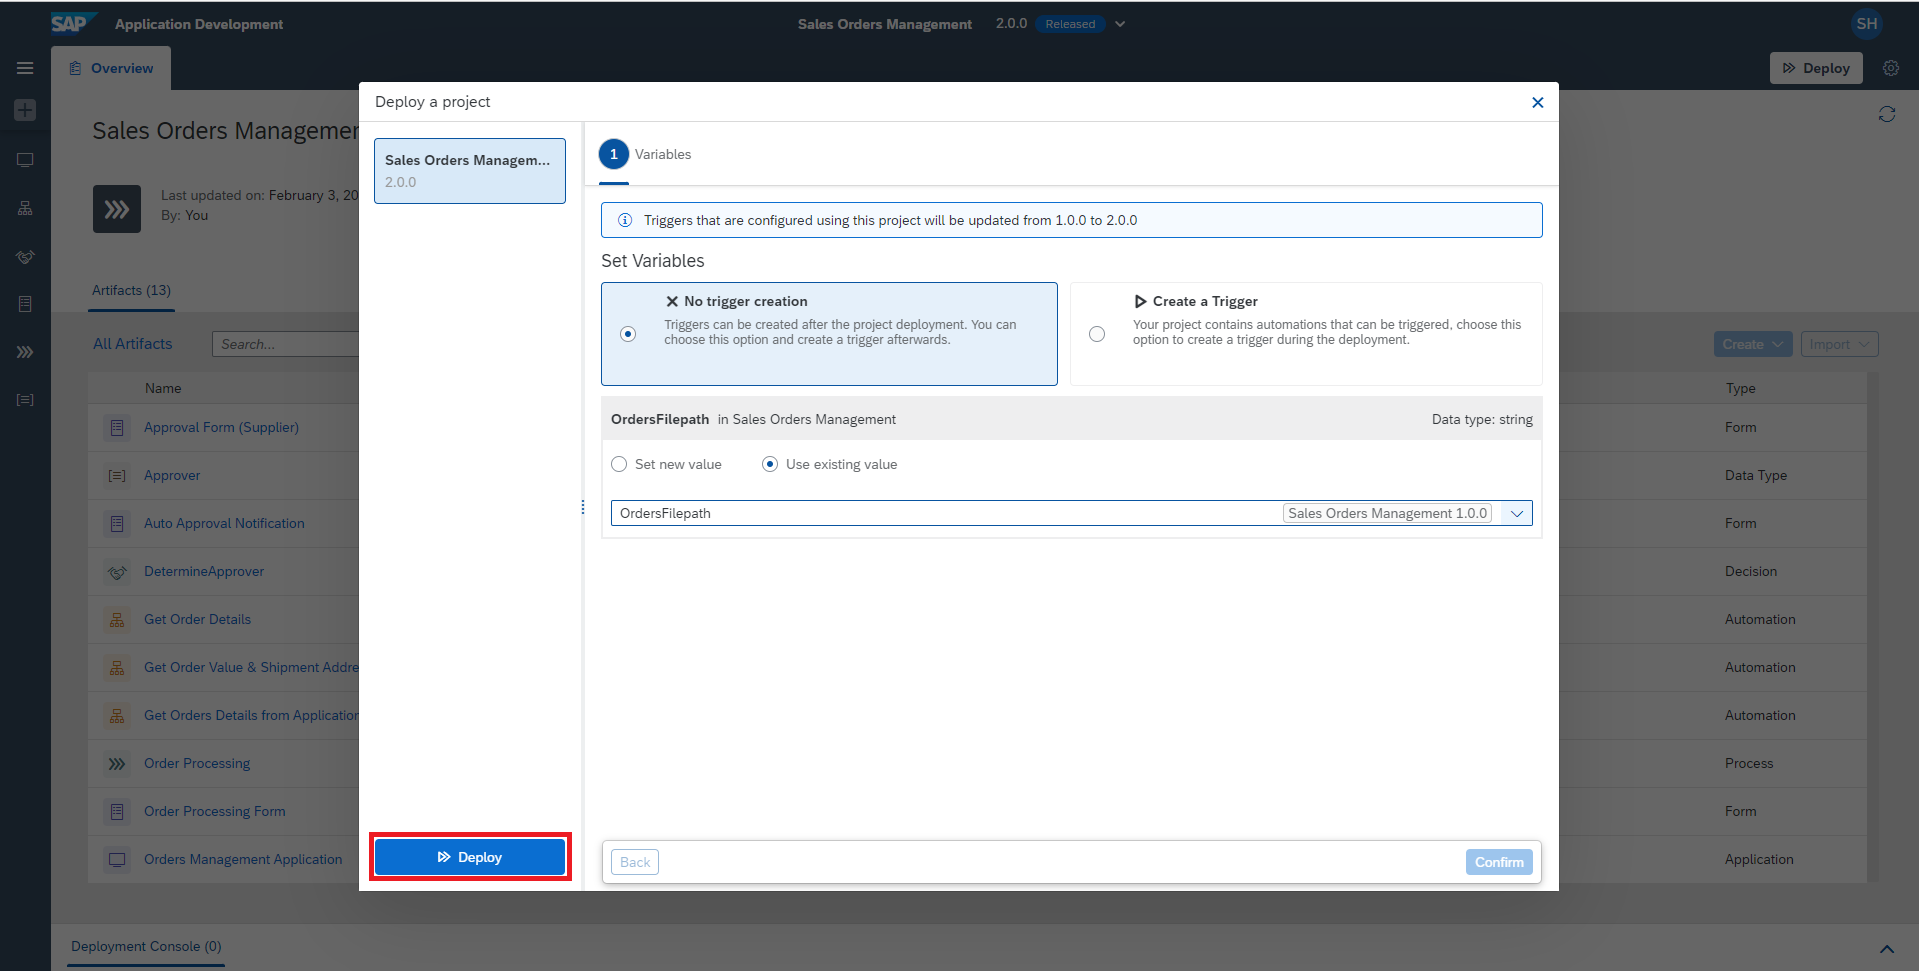 SAP Application Development
Sales Orders Management 2.0.0 Released
SH
Overview
Deploy
Sales Orders Managemen
Last updated on: February 3, 20
By: You
Artifacts (13)
All Artifacts
Search...
Create
Import
Name
Type
Approval Form (Supplier)
Form
Approver
Data Type
Auto Approval Notification
Form
DetermineApprover
Decision
Get Order Details
Automation
Get Order Value & Shipment Addre
Automation
Get Orders Details from Application
Automation
Order Processing
Process
Order Processing Form
Form
Orders Management Application
Application
Deployment Console (0)
Deploy a project
Sales Orders Managem...
2.0.0
Deploy
1 Variables
Triggers that are configured using this project will be updated from 1.0.0 to 2.0.0
Set Variables
No trigger creation
Triggers can be created after the project deployment. You can
choose this option and create a trigger afterwards.
Create a Trigger
Your project contains automations that can be triggered, choose this
option to create a trigger during the deployment.
OrdersFilepath in Sales Orders Management
Data type: string
Set new value
Use existing value
OrdersFilepath
Sales Orders Management 1.0.0
Back
Confirm